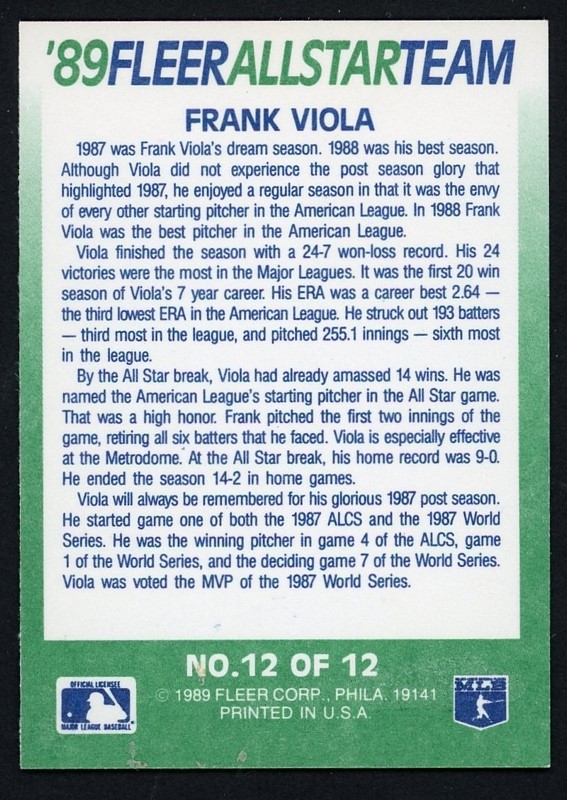 '89FLEERALLSTARTEAM
FRANK VIOLA
1987 was Frank Viola's dream season. 1988 was his best season.
Although Viola did not experience the post season glory that
highlighted 1987, he enjoyed a regular season in that it was the envy
of every other starting pitcher in the American League. In 1988 Frank
Viola was the best pitcher in the American League.
Viola finished the season with a 24-7 won-loss record. His 24
victories were the most in the Major Leagues. It was the first 20 win
season of Viola's 7 year career. His ERA was a career best 2.64 —
the third lowest ERA in the American League. He struck out 193 batters
— third most in the league, and pitched 255.1 innings — sixth most
in the league.
By the All Star break, Viola had already amassed 14 wins. He was
named the American League's starting pitcher in the All Star game.
That was a high honor. Frank pitched the first two innings of the
game, retiring all six batters that he faced. Viola is especially effective
at the Metrodome. At the All Star break, his home record was 9-0.
He ended the season 14-2 in home games.
Viola will always be remembered for his glorious 1987 post season.
He started game one of both the 1987 ALCS and the 1987 World
Series. He was the winning pitcher in game 4 of the ALCS, game
1 of the World Series, and the deciding game 7 of the World Series.
Viola was voted the MVP of the 1987 World Series.
NO.12 OF 12
OFFICIAL LICENSEE
MAJOR LEAGUE BASEBALL
© 1989 FLEER CORP., PHILA. 19141
PRINTED IN U.S.A.